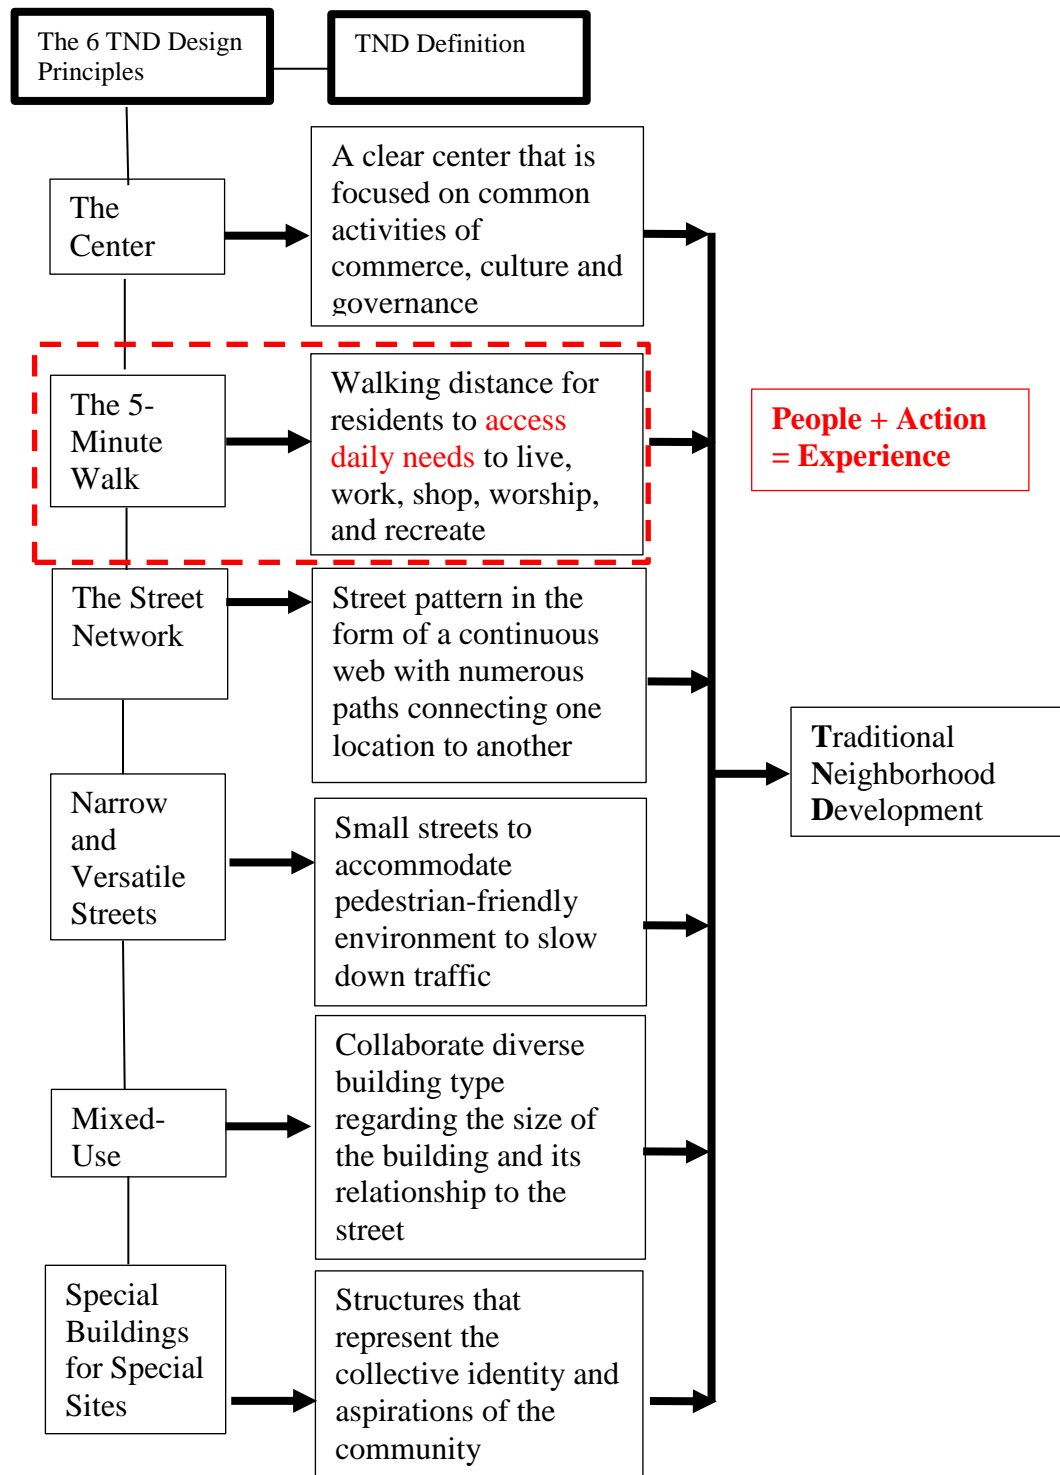 The 6 TND Design
Principles
TND Definition
The
Center
A clear center that is
focused on common
activities of
commerce, culture and
governance
The 5-
Minute
Walk
Walking distance for
residents to access
daily needs to live,
work, shop, worship,
and recreate
People + Action
= Experience
The Street
Network
Street pattern in the
form of a continuous
web with numerous
paths connecting one
location to another
Traditional
Neighborhood
Development
Narrow
and
Versatile
Streets
Small streets to
accommodate
pedestrian-friendly
environment to slow
down traffic
Mixed-
Use
Collaborate diverse
building type
regarding the size of
the building and its
relationship to the
street
Special
Buildings
for Special
Sites
Structures that
represent the
collective identity and
aspirations of the
community